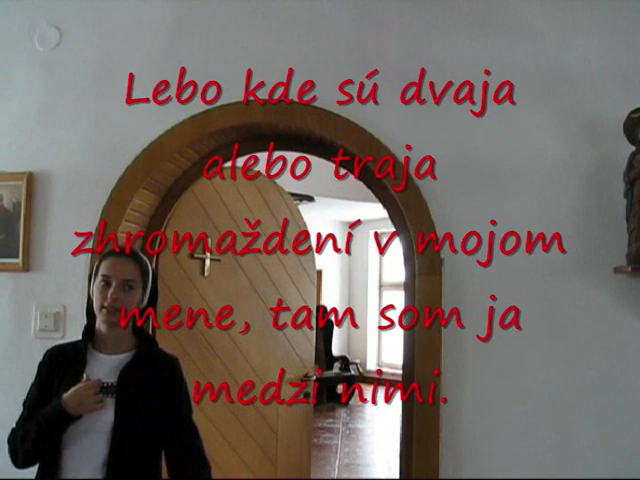 Lebo kde sú dvaja
alebo traja
zhromaždení v mojom
mene, tam som ja
medzi nimi.